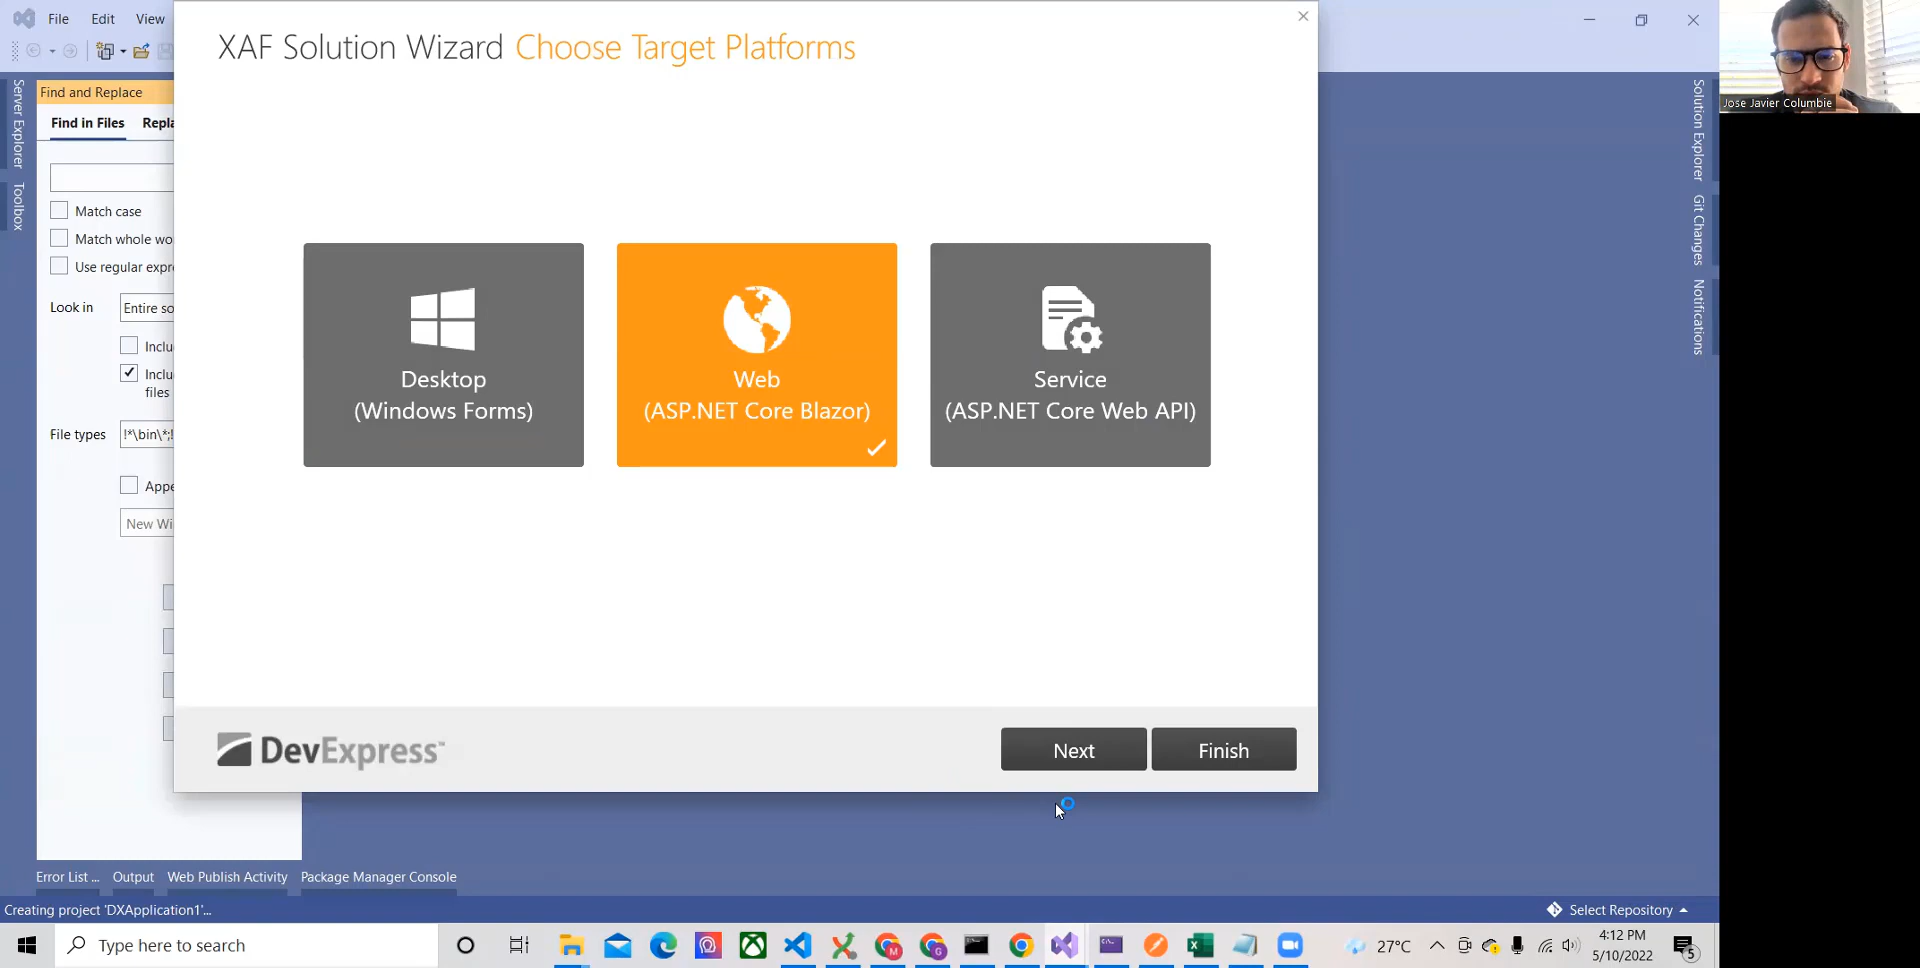 File Edit View
XAF Solution Wizard Choose Target Platforms
Jose Javier Columbie
Server Explorer
Toolbox
Find and Replace
Find in Files Repla
Match case
Match whole wo
Use regular expre
Look in Entire so
Inclu
Inclu
files
File types !*\bin\*;!
Appe
New Wi
Desktop
(Windows Forms)
Web
(ASP.NET Core Blazor)
Service
(ASP.NET Core Web API)
Solution Explorer
Git Changes
Notifications
DevExpress™
Next Finish
Error List ... Output Web Publish Activity Package Manager Console
Creating project 'DXApplication1'...
Select Repository
Type here to search
27°C
4:12 PM
5/10/2022
5